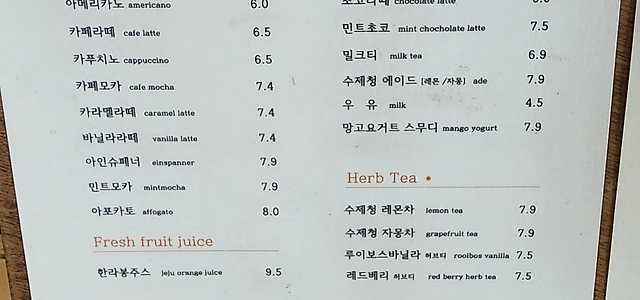 아메리카노 americano 6.0
카페라떼 cafe latte 6.5
카푸치노 cappuccino 6.5
카페모카 cafe mocha 7.4
카라멜라떼 caramel latte 7.4
바닐라라떼 vanilla latte 7.4
아인슈페너 einspanner 7.9
민트모카 mintmocha 7.9
아포카토 affogato 8.0
Fresh fruit juice
한라봉주스 jeju orange juice 9.5
chocolate latte
민트초코 mint chocholate latte 7.5
밀크티 milk tea 6.9
수제청 에이드 [레몬 /자몽] ade 7.9
우 유 milk 4.5
망고요거트 스무디 mango yogurt 7.9
Herb Tea •
수제청 레몬차 lemon tea 7.9
수제청 자몽차 grapefruit tea 7.9
루이보스바닐라 허브티 rooibos vanilla 7.5
레드베리 허브티 red berry herb tea 7.5